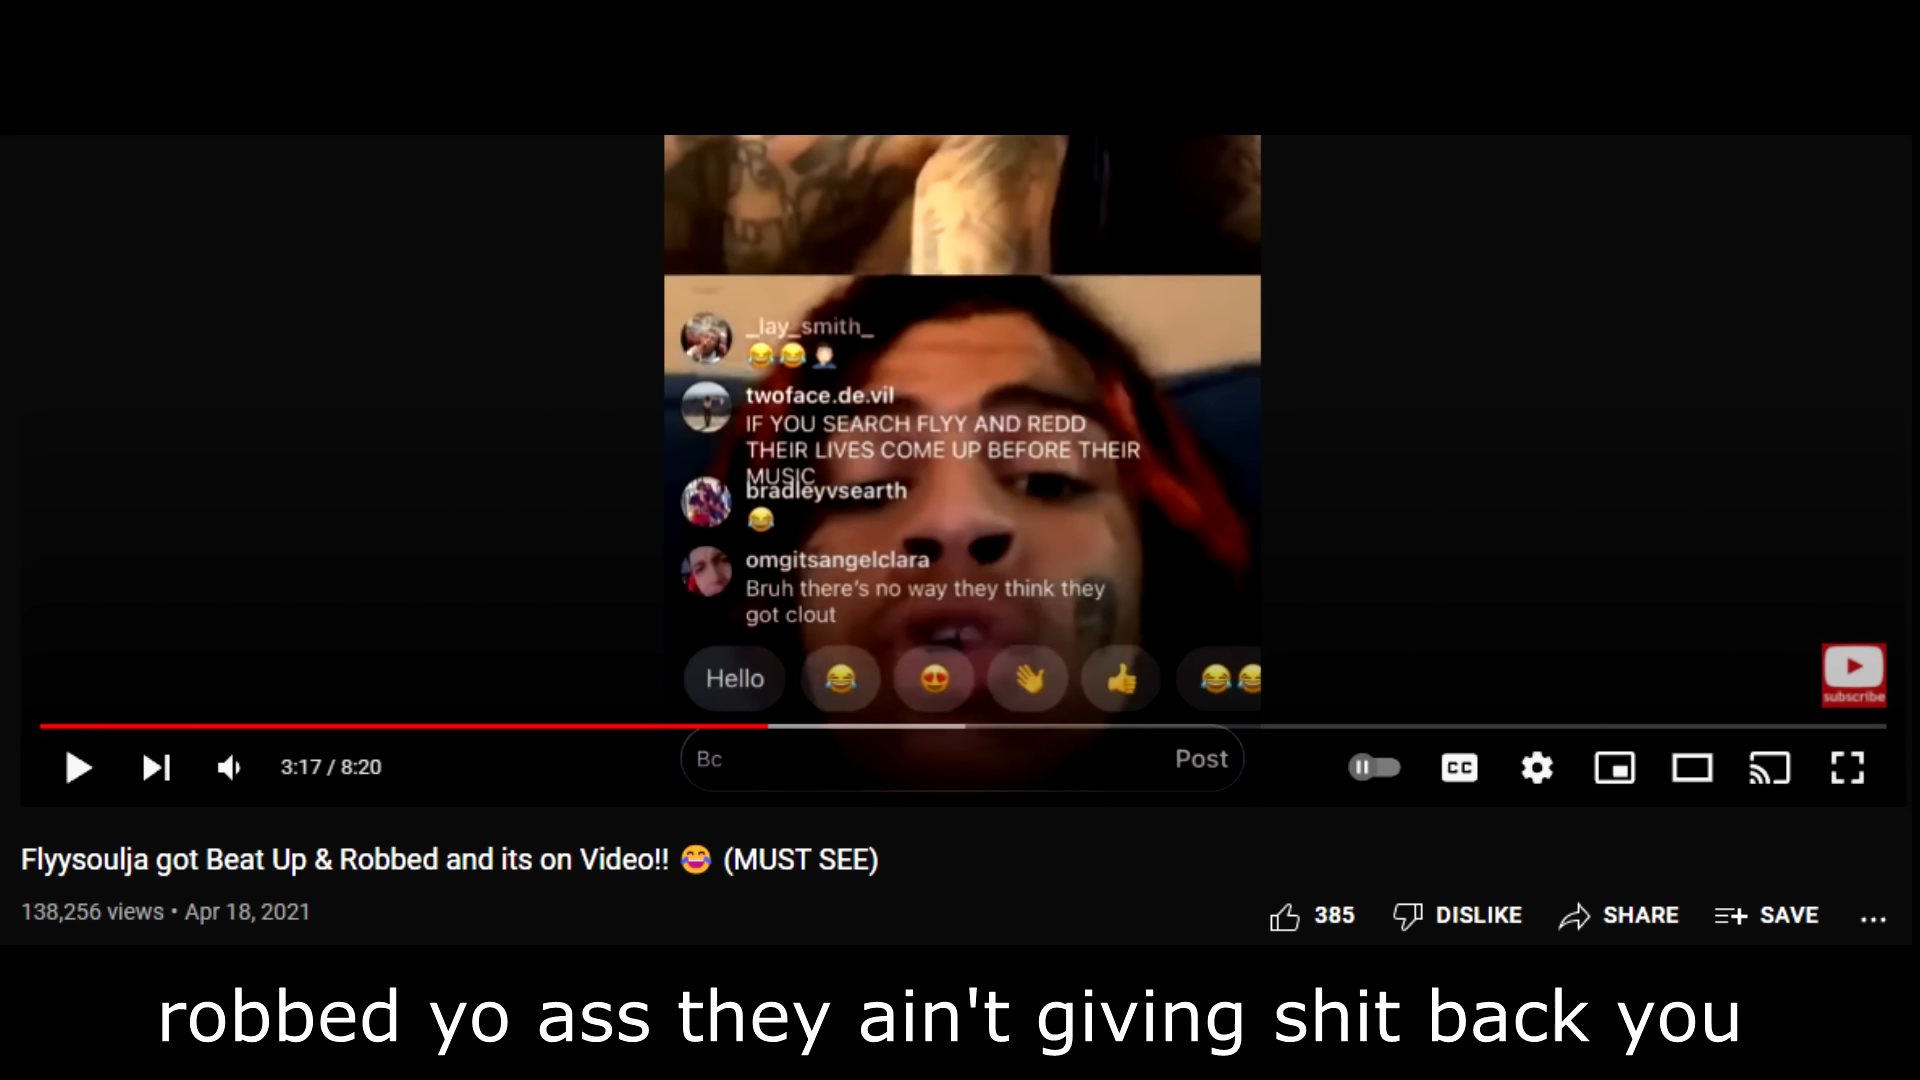 _lay_smith_
😂😂🤦🏻‍♂️
twoface.de.vil
IF YOU SEARCH FLYY AND REDD
THEIR LIVES COME UP BEFORE THEIR
MUSIC
bradleyvsearth
😂
omgitsangelclara
Bruh there's no way they think they
got clout
Hello 😂 😍 👋 👍 😂😂
subscribe
Bc Post
3:17 / 8:20
CC
Flyysoulja got Beat Up & Robbed and its on Video!! 😂 (MUST SEE)
138,256 views • Apr 18, 2021
385 DISLIKE SHARE SAVE ...
robbed yo ass they ain't giving shit back you